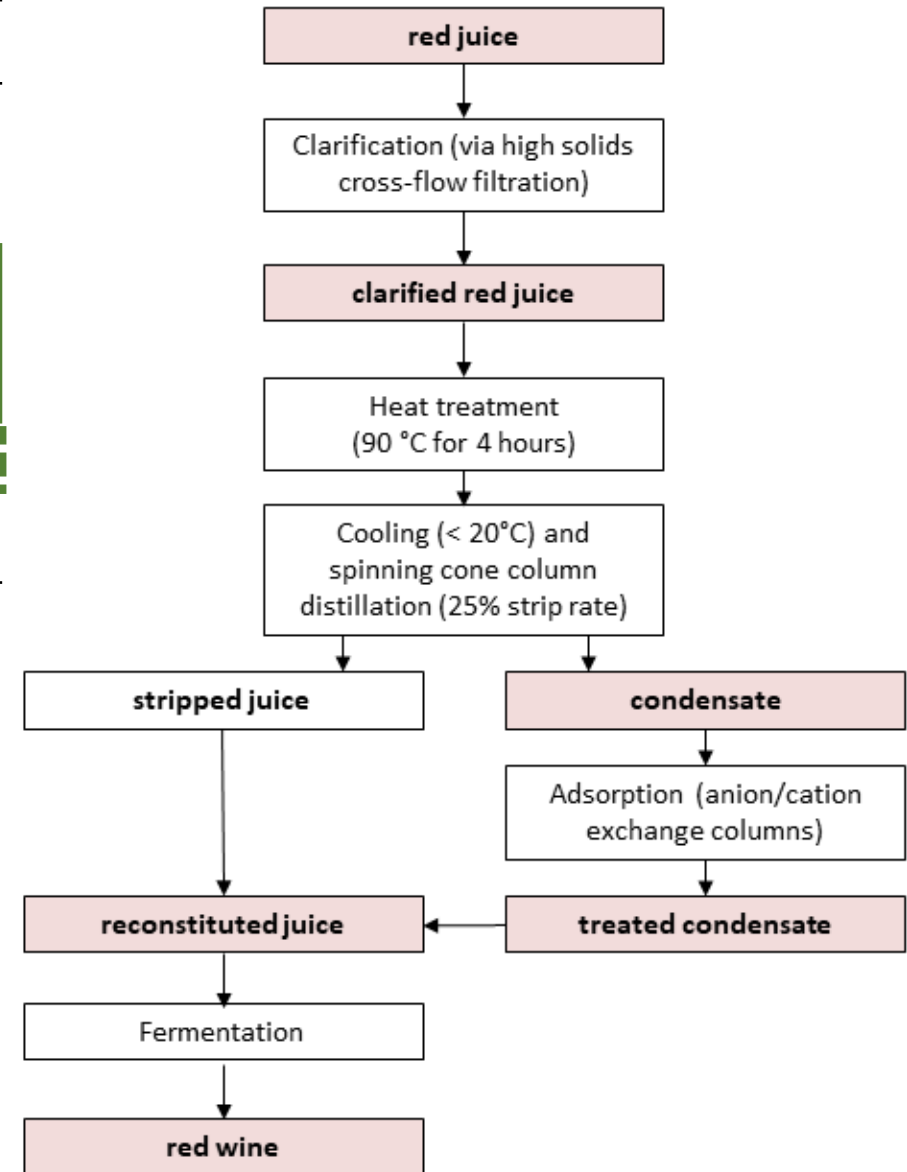 red juice
Clarification (via high solids
cross-flow filtration)
clarified red juice
Heat treatment
(90 °C for 4 hours)
Cooling (< 20°C) and
spinning cone column
distillation (25% strip rate)
stripped juice
condensate
Adsorption (anion/cation
exchange columns)
reconstituted juice
treated condensate
Fermentation
red wine